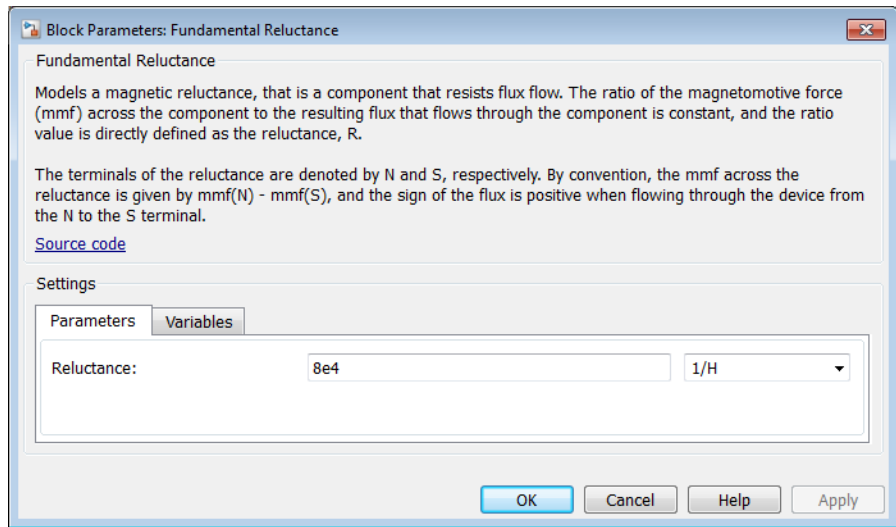 Block Parameters: Fundamental Reluctance
Fundamental Reluctance
Models a magnetic reluctance, that is a component that resists flux flow. The ratio of the magnetomotive force
(mmf) across the component to the resulting flux that flows through the component is constant, and the ratio
value is directly defined as the reluctance, R.
The terminals of the reluctance are denoted by N and S, respectively. By convention, the mmf across the
reluctance is given by mmf(N) - mmf(S), and the sign of the flux is positive when flowing through the device from
the N to the S terminal.
Source code
Settings
Parameters Variables
Reluctance: 8e4 1/H
OK Cancel Help Apply